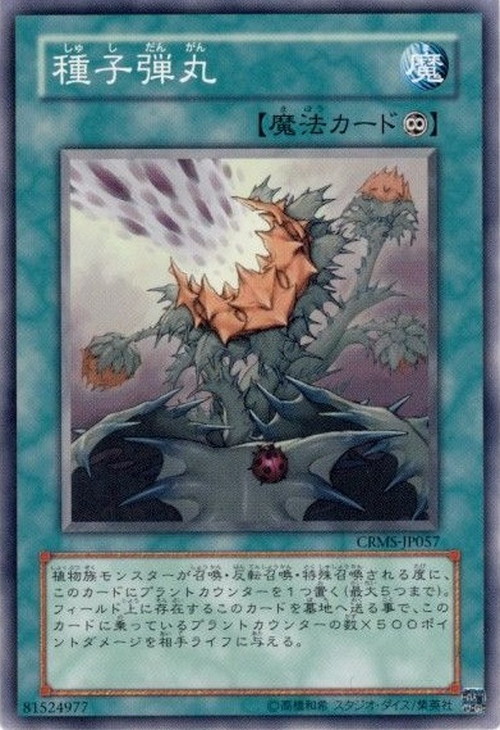 種子弾丸
しゅ し だん がん
魔
【魔法カード】
ま ほう
CRMS-JP057
植物族モンスターが召喚・反転召喚・特殊召喚される度に、
このカードにプラントカウンターを1つ置く(最大5つまで)。
フィールド上に存在するこのカードを墓地へ送る事で、この
カードに乗っているプラントカウンターの数×500ポイ
ントダメージを相手ライフに与える。
81524977
©高橋和希 スタジオ・ダイス/集英社